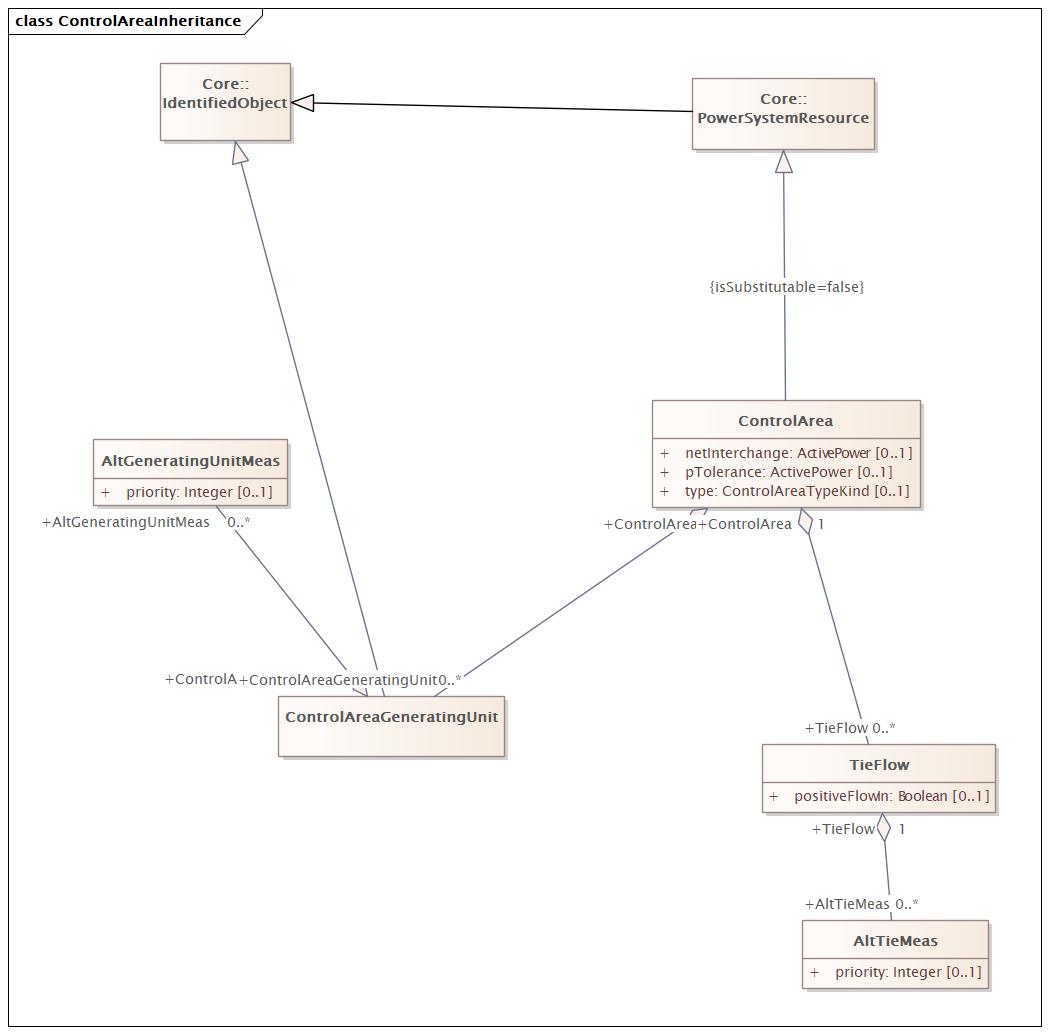 class ControlAreaInheritance
Core::
IdentifiedObject
Core::
PowerSystemResource
{isSubstitutable=false}
ControlArea
+ netInterchange: ActivePower [0..1]
+ pTolerance: ActivePower [0..1]
+ type: ControlAreaTypeKind [0..1]
AltGeneratingUnitMeas
+ priority: Integer [0..1]
+AltGeneratingUnitMeas 0..*
+ControlArea+ControlArea 1
+ControlA+ControlAreaGeneratingUnit0..*
ControlAreaGeneratingUnit
+TieFlow 0..*
TieFlow
+ positiveFlowIn: Boolean [0..1]
+TieFlow 1
+AltTieMeas 0..*
AltTieMeas
+ priority: Integer [0..1]